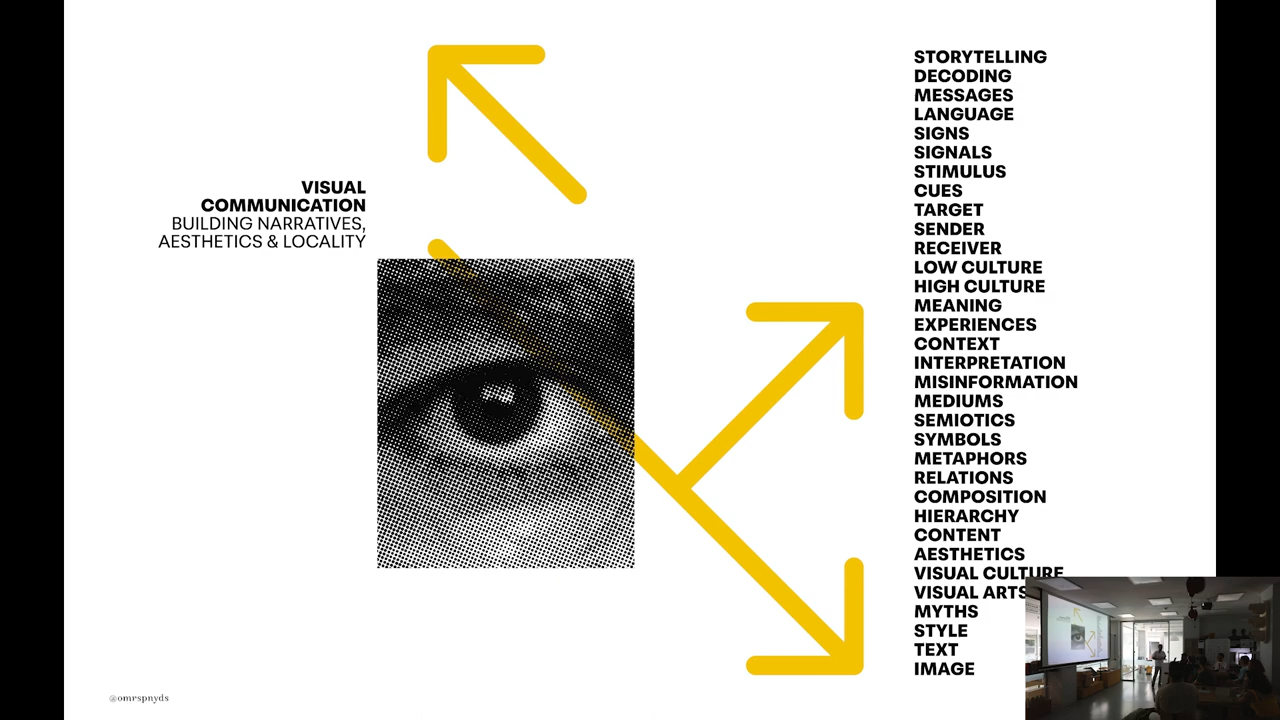 VISUAL
COMMUNICATION
BUILDING NARRATIVES,
AESTHETICS & LOCALITY
STORYTELLING
DECODING
MESSAGES
LANGUAGE
SIGNS
SIGNALS
STIMULUS
CUES
TARGET
SENDER
RECEIVER
LOW CULTURE
HIGH CULTURE
MEANING
EXPERIENCES
CONTEXT
INTERPRETATION
MISINFORMATION
MEDIUMS
SEMIOTICS
SYMBOLS
METAPHORS
RELATIONS
COMPOSITION
HIERARCHY
CONTENT
AESTHETICS
VISUAL CULTURE
VISUAL ARTS
MYTHS
STYLE
TEXT
IMAGE
@omrspnyds